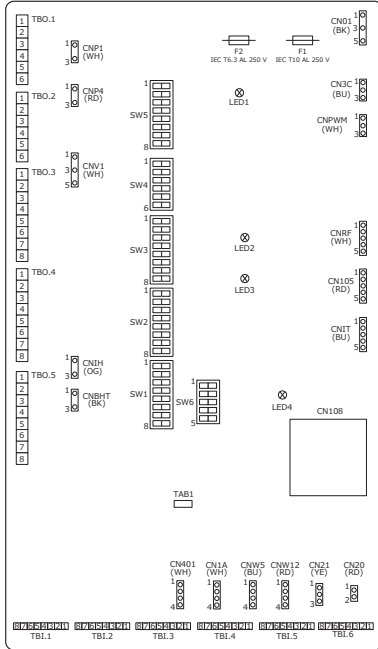 TBO.1
1
2
3
4
5
6
CNP1
(WH)
1
3
F2
IEC T6.3 AL 250 V
F1
IEC T10 AL 250 V
CN01
(BK)
1
3
TBO.2
1
2
3
4
5
6
CNP4
(RD)
1
3
SW5
1
8
LED1
CN3C
(BU)
1
3
CNPWM
(WH)
1
3
TBO.3
1
2
3
4
5
6
7
8
CNV1
(WH)
1
3
5
SW4
1
6
SW3
1
8
LED2
CNRF
(WH)
1
5
TBO.4
1
2
3
4
5
6
7
8
LED3
CN105
(RD)
1
5
SW2
1
8
CNIT
(BU)
1
5
CNIH
(OG)
1
3
TBO.5
1
2
3
4
5
6
7
8
CNBHT
(BK)
1
3
SW1
1
8
SW6
1
5
LED4
CN108
TAB1
CN401
(WH)
1
4
CN1A
(WH)
1
4
CNW5
(BU)
1
4
CNW12
(RD)
1
4
CN21
(YE)
1
3
CN20
(RD)
1
2
8 7 6 5 4 3 2 1
TBI.1
8 7 6 5 4 3 2 1
TBI.2
8 7 6 5 4 3 2 1
TBI.3
8 7 6 5 4 3 2 1
TBI.4
8 7 6 5 4 3 2 1
TBI.5
8 7 6 5 4 3 2 1
TBI.6